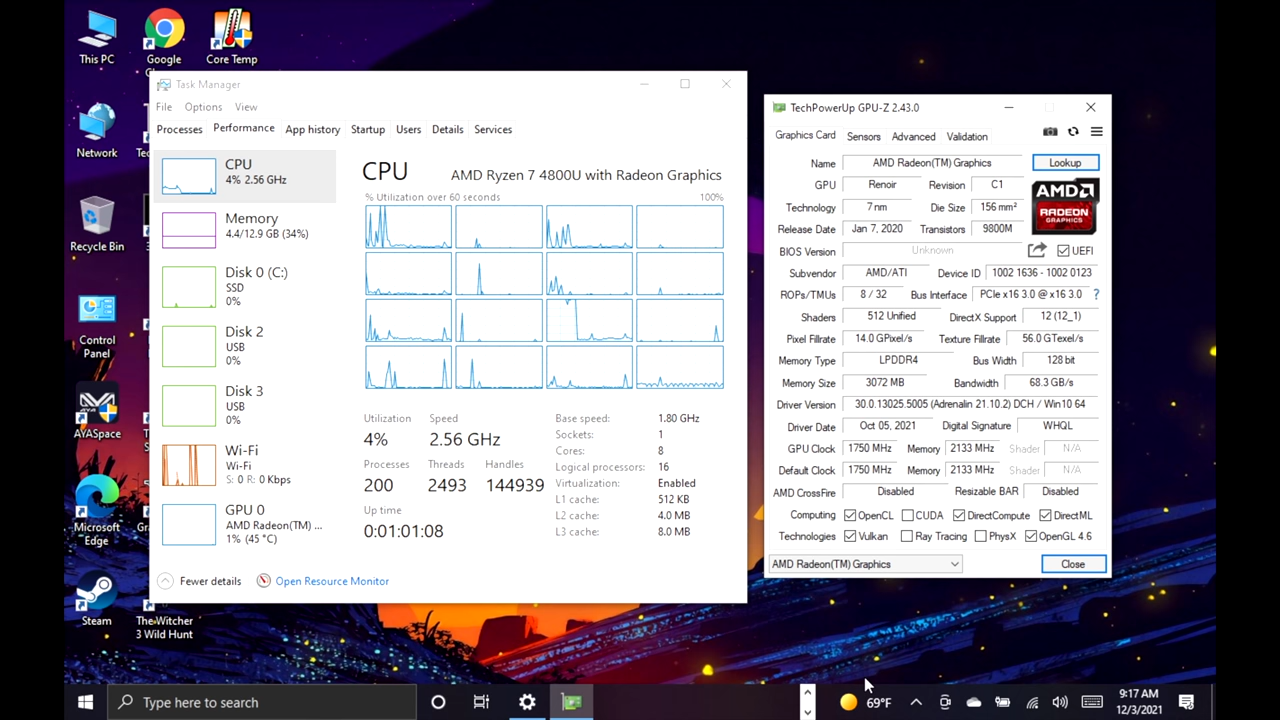 This PC
Google
C
Core Temp
Network
Te
Recycle Bin
3
Control
Panel
t
AYASpace
T
Microsoft
Edge
Gra
Steam
The Witcher
3 Wild Hunt
Task Manager
File Options View
Processes Performance App history Startup Users Details Services
CPU
4% 2.56 GHz
Memory
4.4/12.9 GB (34%)
Disk 0 (C:)
SSD
0%
Disk 2
USB
0%
Disk 3
USB
0%
Wi-Fi
Wi-Fi
S: 0 R: 0 Kbps
GPU 0
AMD Radeon(TM) ...
1% (45 °C)
CPU AMD Ryzen 7 4800U with Radeon Graphics
% Utilization over 60 seconds 100%
Utilization Speed
4% 2.56 GHz
Processes Threads Handles
200 2493 144939
Up time
0:01:01:08
Base speed: 1.80 GHz
Sockets: 1
Cores: 8
Logical processors: 16
Virtualization: Enabled
L1 cache: 512 KB
L2 cache: 4.0 MB
L3 cache: 8.0 MB
Fewer details Open Resource Monitor
TechPowerUp GPU-Z 2.43.0
Graphics Card Sensors Advanced Validation
Name AMD Radeon(TM) Graphics Lookup
GPU Renoir Revision C1
Technology 7 nm Die Size 156 mm²
Release Date Jan 7, 2020 Transistors 9800M
AMD
RADEON
GRAPHICS
BIOS Version Unknown UEFI
Subvendor AMD/ATI Device ID 1002 1636 - 1002 0123
ROPs/TMUs 8 / 32 Bus Interface PCIe x16 3.0 @ x16 3.0 ?
Shaders 512 Unified DirectX Support 12 (12_1)
Pixel Fillrate 14.0 GPixel/s Texture Fillrate 56.0 GTexel/s
Memory Type LPDDR4 Bus Width 128 bit
Memory Size 3072 MB Bandwidth 68.3 GB/s
Driver Version 30.0.13025.5005 (Adrenalin 21.10.2) DCH / Win10 64
Driver Date Oct 05, 2021 Digital Signature WHQL
GPU Clock 1750 MHz Memory 2133 MHz Shader N/A
Default Clock 1750 MHz Memory 2133 MHz Shader N/A
AMD CrossFire Disabled Resizable BAR Disabled
Computing OpenCL CUDA DirectCompute DirectML
Technologies Vulkan Ray Tracing PhysX OpenGL 4.6
AMD Radeon(TM) Graphics Close
Type here to search
69°F
9:17 AM
12/3/2021